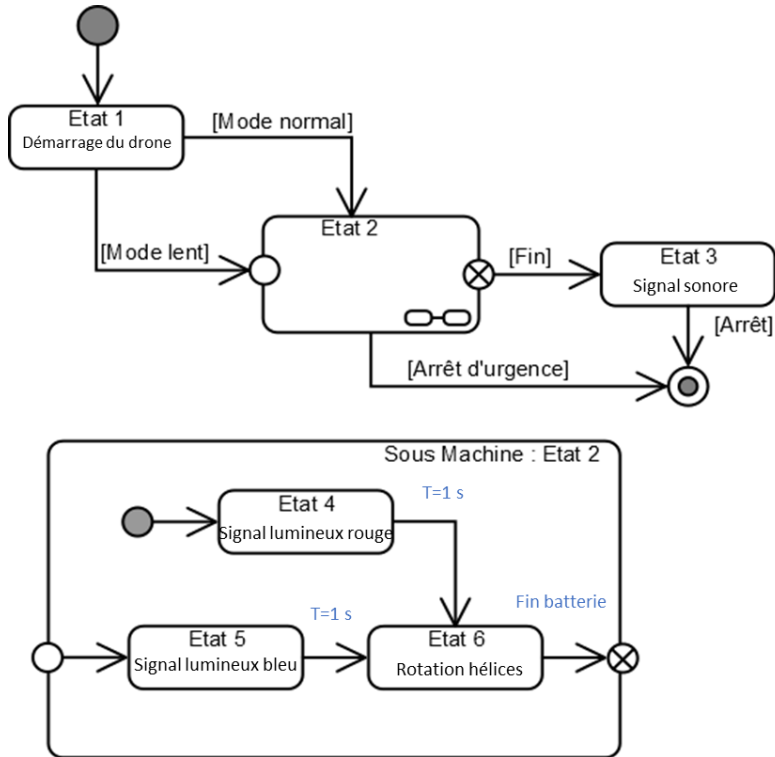 Etat 1
Démarrage du drone
[Mode normal]
[Mode lent]
Etat 2
[Fin]
Etat 3
Signal sonore
[Arrêt]
[Arrêt d'urgence]
Sous Machine : Etat 2
Etat 4
Signal lumineux rouge
T=1 s
Etat 5
Signal lumineux bleu
T=1 s
Etat 6
Rotation hélices
Fin batterie